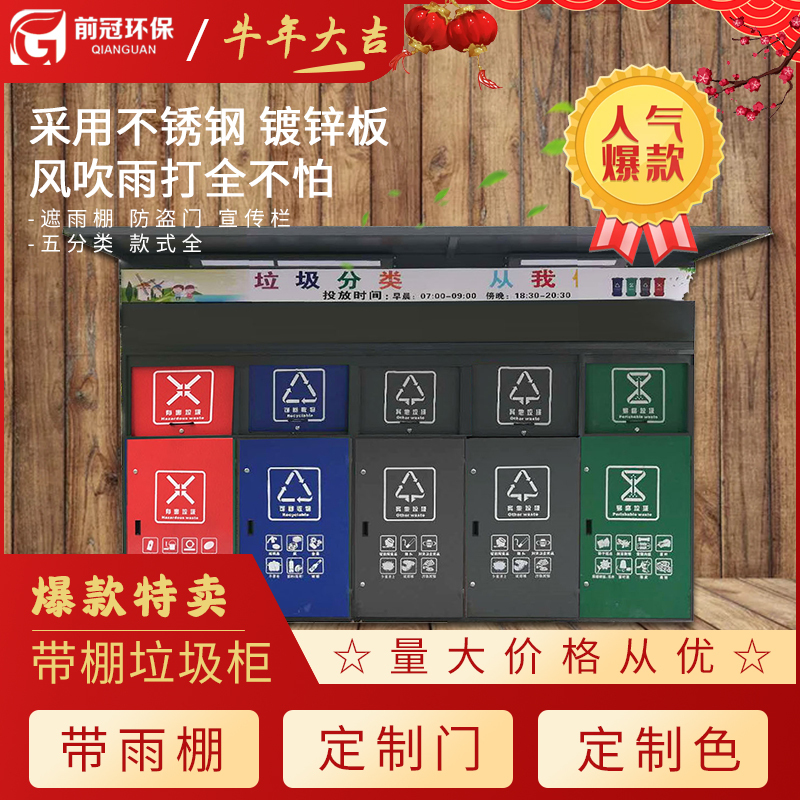 前冠环保
QIANGUAN
/ 牛年大吉
采用不锈钢 镀锌板
风吹雨打全不怕
-遮雨棚 防盗门 宣传栏
-五分类 款式全
人气
爆款
垃圾分类 从我
投放时间:早晨:07:00-09:00 傍晚:18:30-20:30
有害垃圾
Hazardous waste
可回收物
Recyclable
其他垃圾
Other waste
其他垃圾
Other waste
易腐垃圾
Perishable waste
有害垃圾
Hazardous waste
可回收物
Recyclable
其他垃圾
Other waste
其他垃圾
Other waste
易腐垃圾
Perishable waste
爆款特卖
带棚垃圾柜
☆量大价格从优☆
带雨棚
定制门
定制色